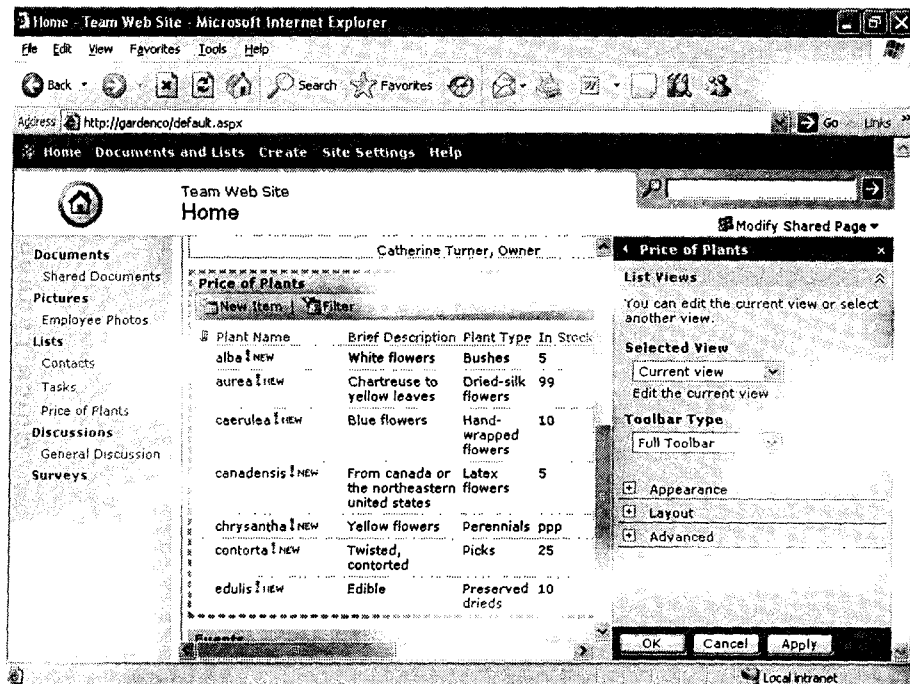 Home - Team Web Site - Microsoft Internet Explorer
File Edit View Favorites Tools Help
Back Search Favorites
Address http://gardenco/default.aspx Go Links
Home Documents and Lists Create Site Settings Help
Team Web Site
Home
Modify Shared Page
Documents
Shared Documents
Pictures
Employee Photos
Lists
Contacts
Tasks
Price of Plants
Discussions
General Discussion
Surveys
Catherine Turner, Owner
Price of Plants
New Item Filter
Plant Name Brief Description Plant Type In Stock
alba ! NEW White flowers Bushes 5
aurea ! NEW Chartreuse to Dried-silk 99
yellow leaves flowers
caerulea ! NEW Blue flowers Hand- 10
wrapped
flowers
canadensis ! NEW From canada or Latex 5
the northeastern flowers
united states
chrysantha ! NEW Yellow flowers Perennials ppp
contorta ! NEW Twisted, Picks 25
contorted
edulis ! NEW Edible Preserved 10
drieds
Events
Price of Plants x
List Views
You can edit the current view or select
another view.
Selected View
Current view
Edit the current view
Toolbar Type
Full Toolbar
+ Appearance
+ Layout
+ Advanced
OK Cancel Apply
Local intranet